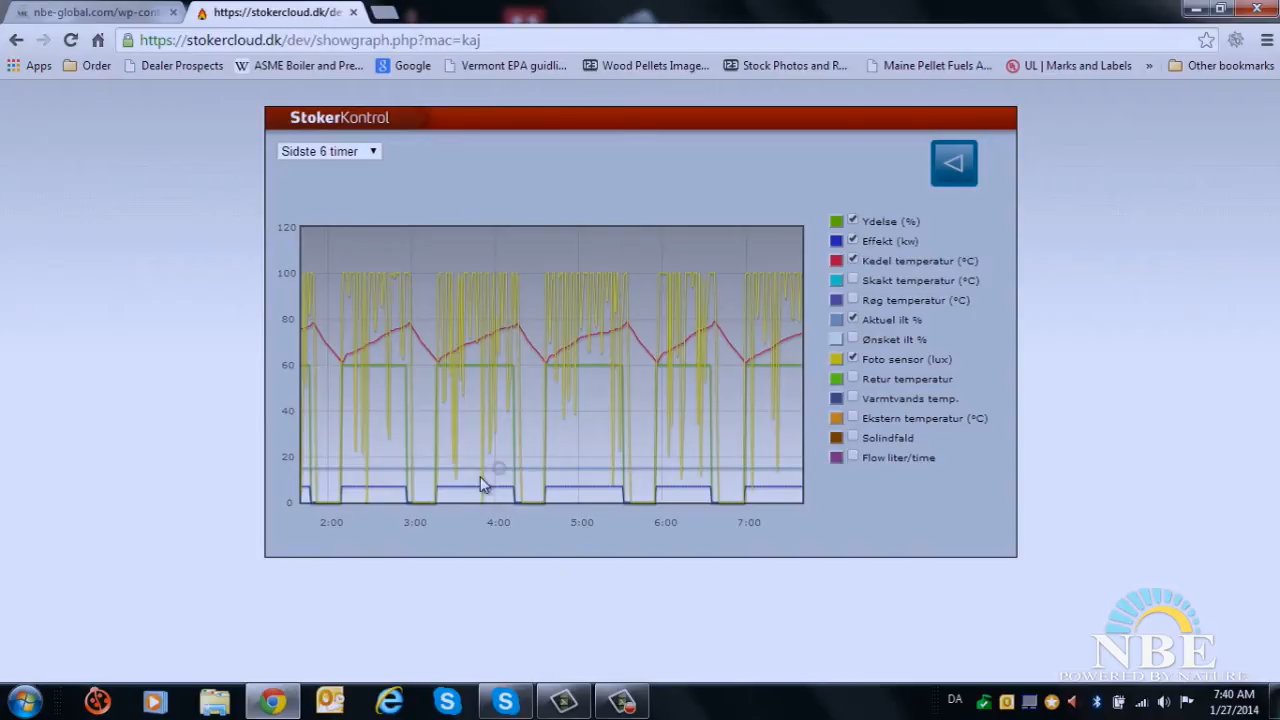 nbe-global.com/wp-cont
https://stokercloud.dk/de
https://stokercloud.dk/dev/showgraph.php?mac=kaj
Apps Order Dealer Prospects ASME Boiler and Pre... Google Vermont EPA guidli... Wood Pellets Image... Stock Photos and R... Maine Pellet Fuels A... UL | Marks and Labels » Other bookmarks
StokerKontrol
Sidste 6 timer
120
100
80
60
40
20
0
2:00 3:00 4:00 5:00 6:00 7:00
Ydelse (%)
Effekt (kw)
Kedel temperatur (°C)
Skakt temperatur (°C)
Røg temperatur (°C)
Aktuel ilt %
Ønsket ilt %
Foto sensor (lux)
Retur temperatur
Varmtvands temp.
Ekstern temperatur (°C)
Solindfald
Flow liter/time
NBE
POWERED BY NATURE
DA
7:40 AM
1/27/2014